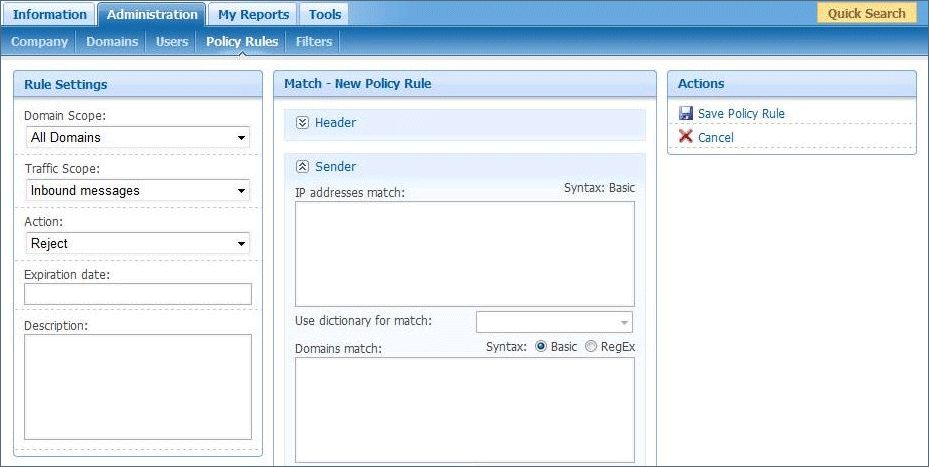 Information Administration My Reports Tools Quick Search
Company Domains Users Policy Rules Filters
Rule Settings
Domain Scope:
All Domains
Traffic Scope:
Inbound messages
Action:
Reject
Expiration date:
Description:
Match - New Policy Rule
Header
Sender
IP addresses match: Syntax: Basic
Use dictionary for match:
Domains match: Syntax: Basic RegEx
Actions
Save Policy Rule
Cancel